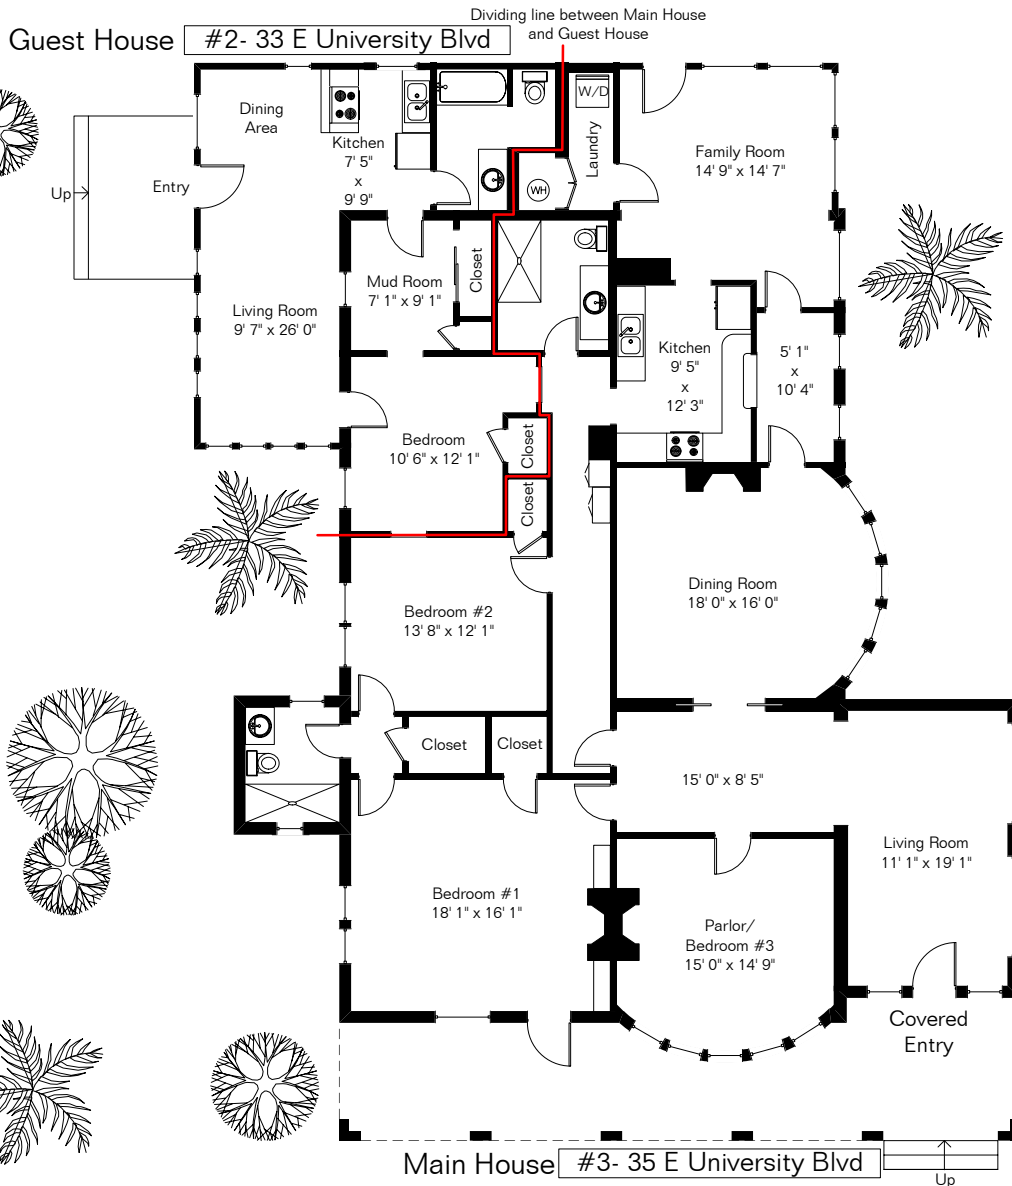 Dividing line between Main House
and Guest House
Guest House #2- 33 E University Blvd
W/D
Dining
Area
Kitchen
7' 5"
x
9' 9"
Laundry
Family Room
14' 9" x 14' 7"
Up
Entry
WH
Closet
Mud Room
7' 1" x 9' 1"
Living Room
9' 7" x 26' 0"
Kitchen
9' 5"
x
12' 3"
5' 1"
x
10' 4"
Bedroom
10' 6" x 12' 1"
Closet
Closet
Dining Room
18' 0" x 16' 0"
Bedroom #2
13' 8" x 12' 1"
Closet
Closet
15' 0" x 8' 5"
Living Room
11' 1" x 19' 1"
Bedroom #1
18' 1" x 16' 1"
Parlor/
Bedroom #3
15' 0" x 14' 9"
Covered
Entry
Main House #3- 35 E University Blvd
Up